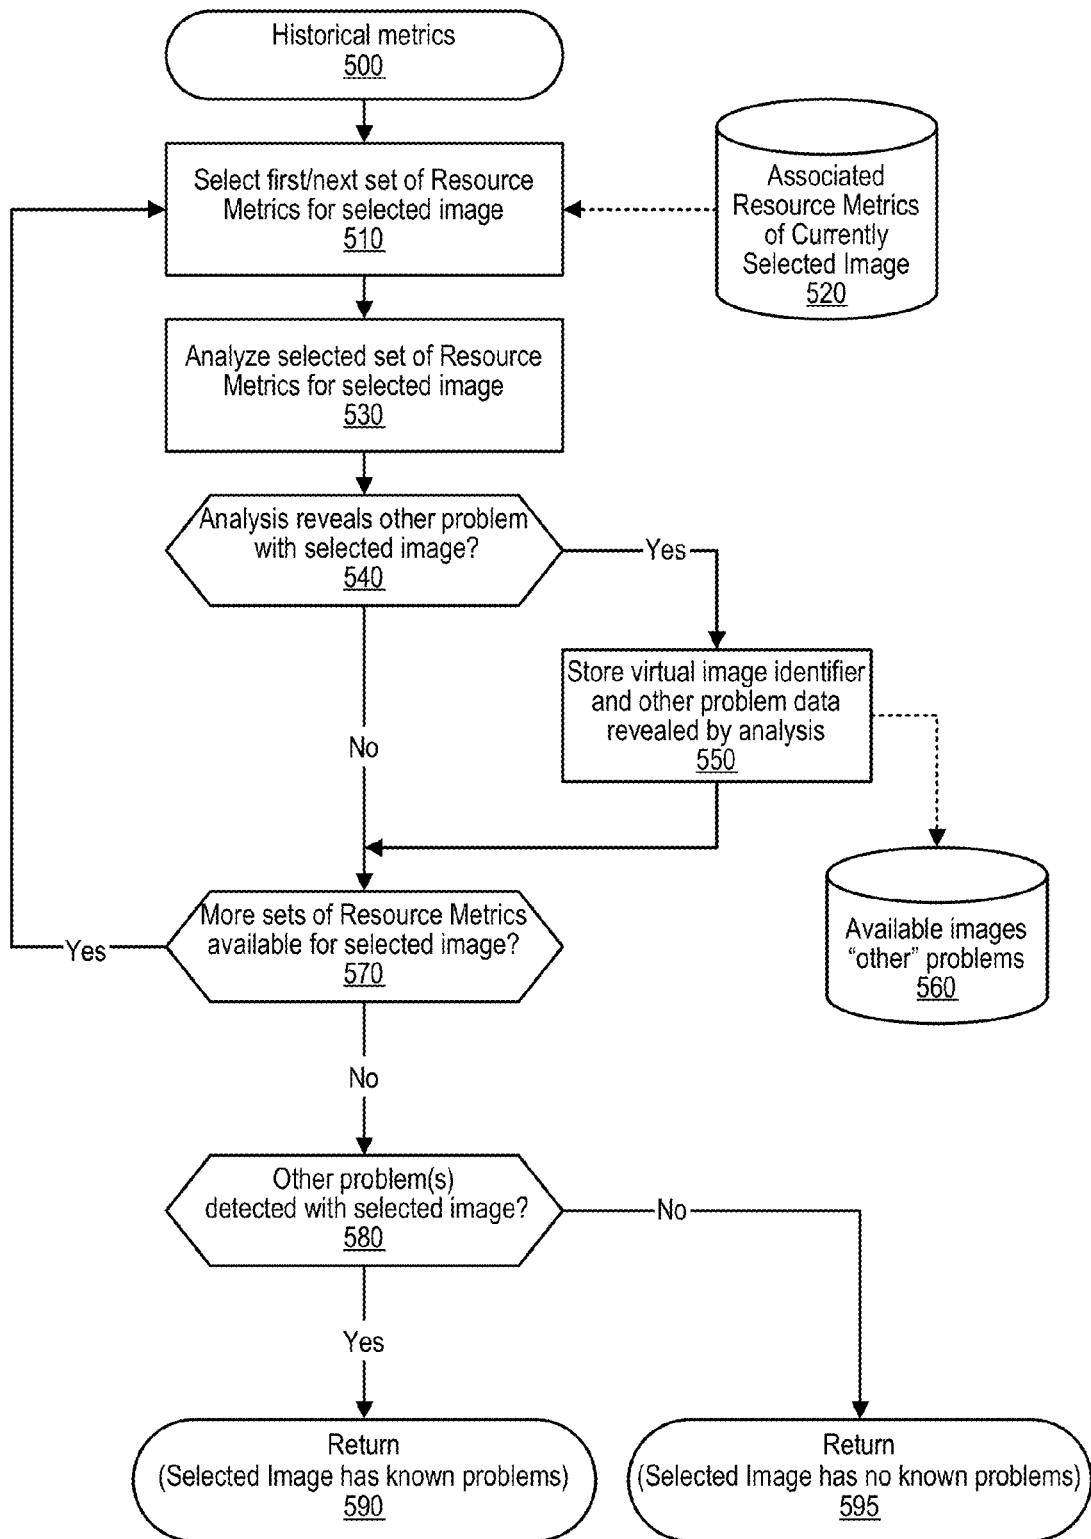 Historical metrics
500
Select first/next set of Resource
Metrics for selected image
510
Associated
Resource Metrics
of Currently
Selected Image
520
Analyze selected set of Resource
Metrics for selected image
530
Analysis reveals other problem
with selected image?
540
Yes
Store virtual image identifier
and other problem data
revealed by analysis
550
No
More sets of Resource Metrics
available for selected image?
570
Yes
Available images
“other” problems
560
No
Other problem(s)
detected with selected image?
580
No
Yes
Return
(Selected Image has known problems)
590
Return
(Selected Image has no known problems)
595